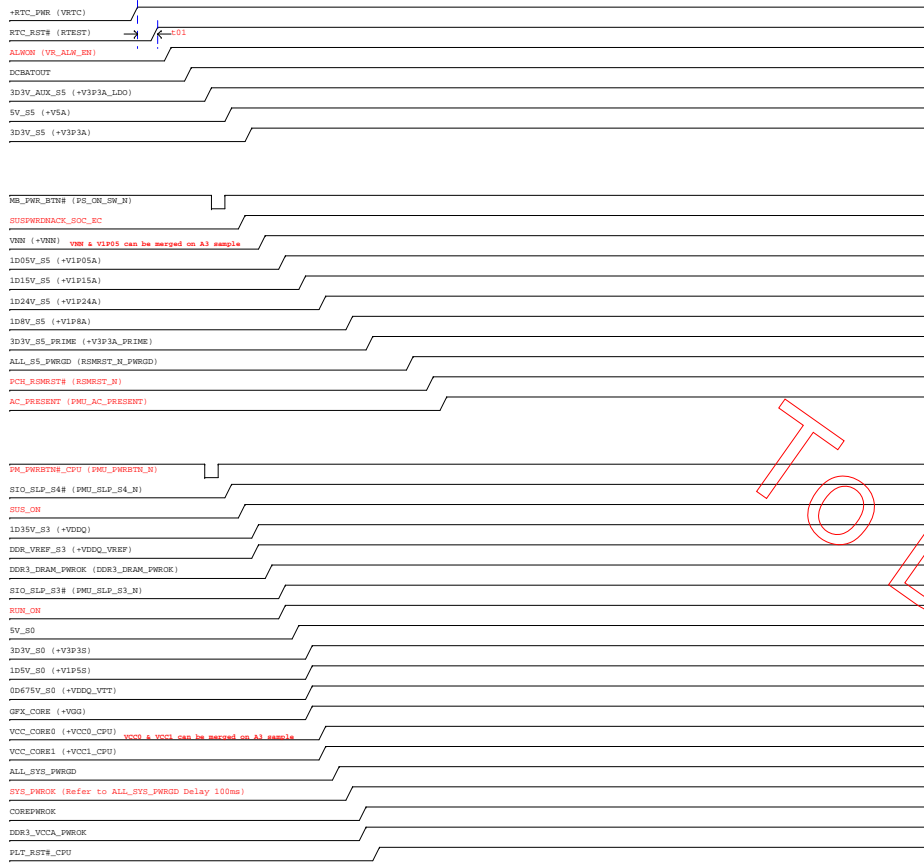 +RTC_PWR (VRTC)
RTC_RST# (RTEST)
t01
ALWON (VR_ALW_EN)
DCBATOUT
3D3V_AUX_S5 (+V3P3A_LDO)
5V_S5 (+V5A)
3D3V_S5 (+V3P3A)
MB_PWR_BTN# (PS_ON_SW_N)
SUSPWRDNACK_SOC_EC
VNN (+VNN) VNN & V1P05 can be merged on A3 sample
1D05V_S5 (+V1P05A)
1D15V_S5 (+V1P15A)
1D24V_S5 (+V1P24A)
1D8V_S5 (+V1P8A)
3D3V_S5_PRIME (+V3P3A_PRIME)
ALL_S5_PWRGD (RSMRST_N_PWRGD)
PCH_RSMRST# (RSMRST_N)
AC_PRESENT (PMU_AC_PRESENT)
PM_PWRBTN#_CPU (PMU_PWRBTN_N)
SIO_SLP_S4# (PMU_SLP_S4_N)
SUS_ON
1D35V_S3 (+VDDQ)
DDR_VREF_S3 (+VDDQ_VREF)
DDR3_DRAM_PWROK (DDR3_DRAM_PWROK)
SIO_SLP_S3# (PMU_SLP_S3_N)
RUN_ON
5V_S0
3D3V_S0 (+V3P3S)
1D5V_S0 (+V1P5S)
0D675V_S0 (+VDDQ_VTT)
GFX_CORE (+VGG)
VCC_CORE0 (+VCC0_CPU) VCC0 & VCC1 can be merged on A3 sample
VCC_CORE1 (+VCC1_CPU)
ALL_SYS_PWRGD
SYS_PWROK (Refer to ALL_SYS_PWRGD Delay 100ms)
COREPWROK
DDR3_VCCA_PWROK
PLT_RST#_CPU
To